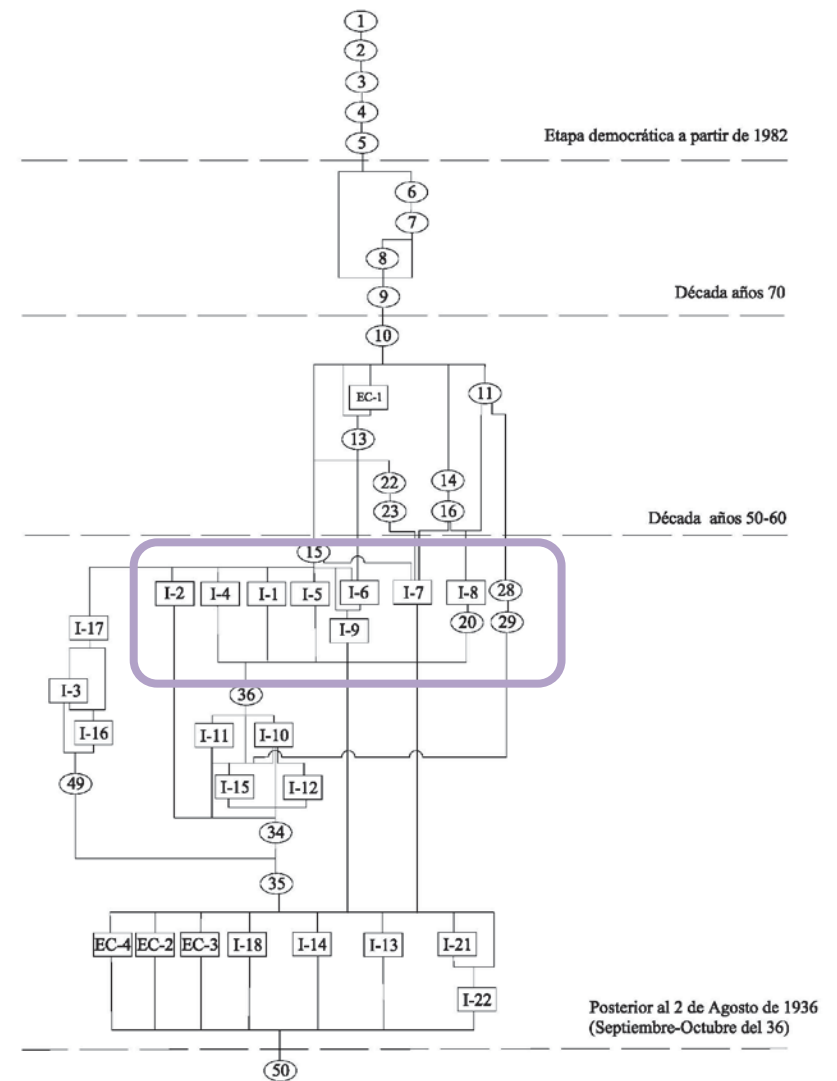 1
2
3
4
5
Etapa democrática a partir de 1982
6
7
8
9
Década años 70
10
EC-1
11
13
22
14
23
16
Década años 50-60
15
I-2
I-4
I-1
I-5
I-6
I-7
I-8
28
I-17
I-9
20
29
I-3
36
I-16
I-11
I-10
49
I-15
I-12
34
35
EC-4
EC-2
EC-3
I-18
I-14
I-13
I-21
I-22
Posterior al 2 de Agosto de 1936
(Septiembre-Octubre del 36)
50